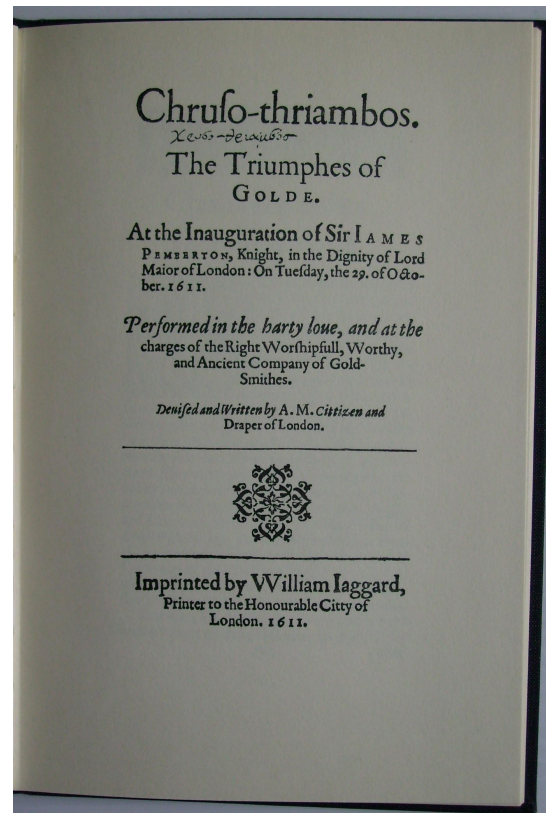 Chruſo-thriambos.
The Triumphes of
GOLDE.
At the Inauguration of Sir IAMES
PEMBERTON, Knight, in the Dignity of Lord
Maior of London: On Tueſday, the 29. of Octo-
ber. 1611.
Performed in the harty loue, and at the
charges of the Right Worſhipfull, Worthy,
and Ancient Company of Gold-
Smithes.
Deuiſed and Written by A. M. Cittizen and
Draper of London.
Imprinted by William Iaggard,
Printer to the Honourable Citty of
London. 1611.